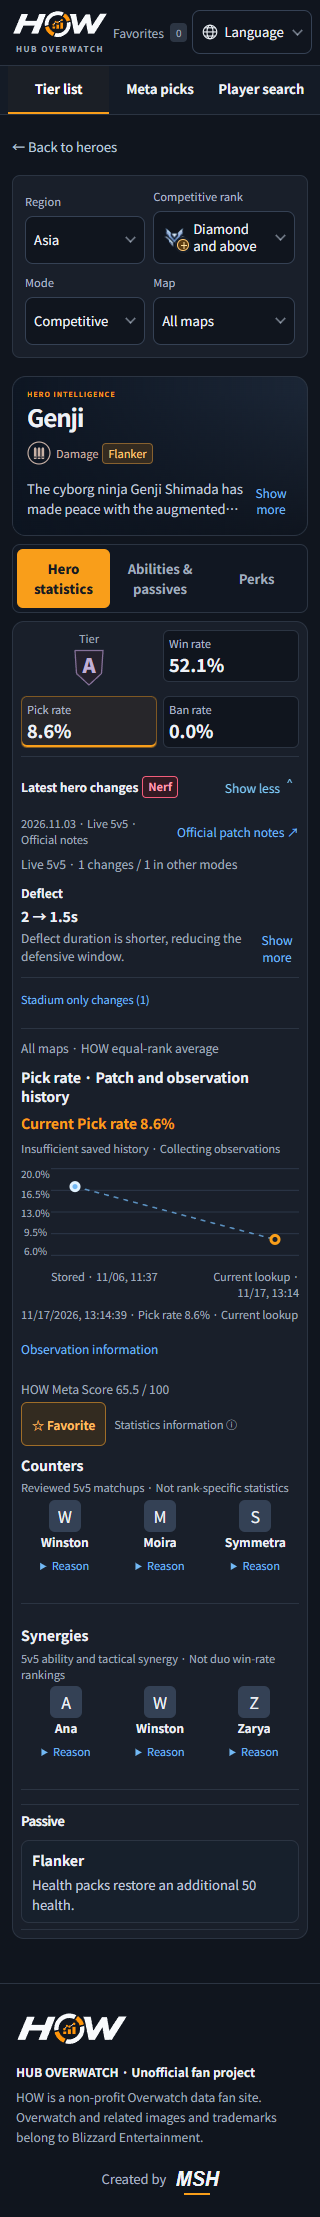 HOW
HUB OVERWATCH
Favorites 0
Language
Tier list Meta picks Player search
← Back to heroes
Region
Competitive rank
Asia
Diamond
and above
Mode
Map
Competitive
All maps
HERO INTELLIGENCE
Genji
Damage Flanker
The cyborg ninja Genji Shimada has
made peace with the augmented⋯
Show
more
Hero
statistics
Abilities &
passives
Perks
Tier
A
Win rate
52.1%
Pick rate
8.6%
Ban rate
0.0%
Latest hero changes Nerf
Show less ˄
2026.11.03 · Live 5v5 ·
Official notes
Official patch notes ↗
Live 5v5 · 1 changes / 1 in other modes
Deflect
2 → 1.5s
Deflect duration is shorter, reducing the
defensive window.
Show
more
Stadium only changes (1)
All maps · HOW equal-rank average
Pick rate · Patch and observation
history
Current Pick rate 8.6%
Insufficient saved history · Collecting observations
20.0%
16.5%
13.0%
9.5%
6.0%
Stored · 11/06, 11:37
Current lookup ·
11/17, 13:14
11/17/2026, 13:14:39 · Pick rate 8.6% · Current lookup
Observation information
HOW Meta Score 65.5 / 100
☆ Favorite
Statistics information ⓘ
Counters
Reviewed 5v5 matchups · Not rank-specific statistics
W M S
Winston Moira Symmetra
▶ Reason ▶ Reason ▶ Reason
Synergies
5v5 ability and tactical synergy · Not duo win-rate
rankings
A W Z
Ana Winston Zarya
▶ Reason ▶ Reason ▶ Reason
Passive
Flanker
Health packs restore an additional 50
health.
HOW
HUB OVERWATCH · Unofficial fan project
HOW is a non-profit Overwatch data fan site.
Overwatch and related images and trademarks
belong to Blizzard Entertainment.
Created by MSH